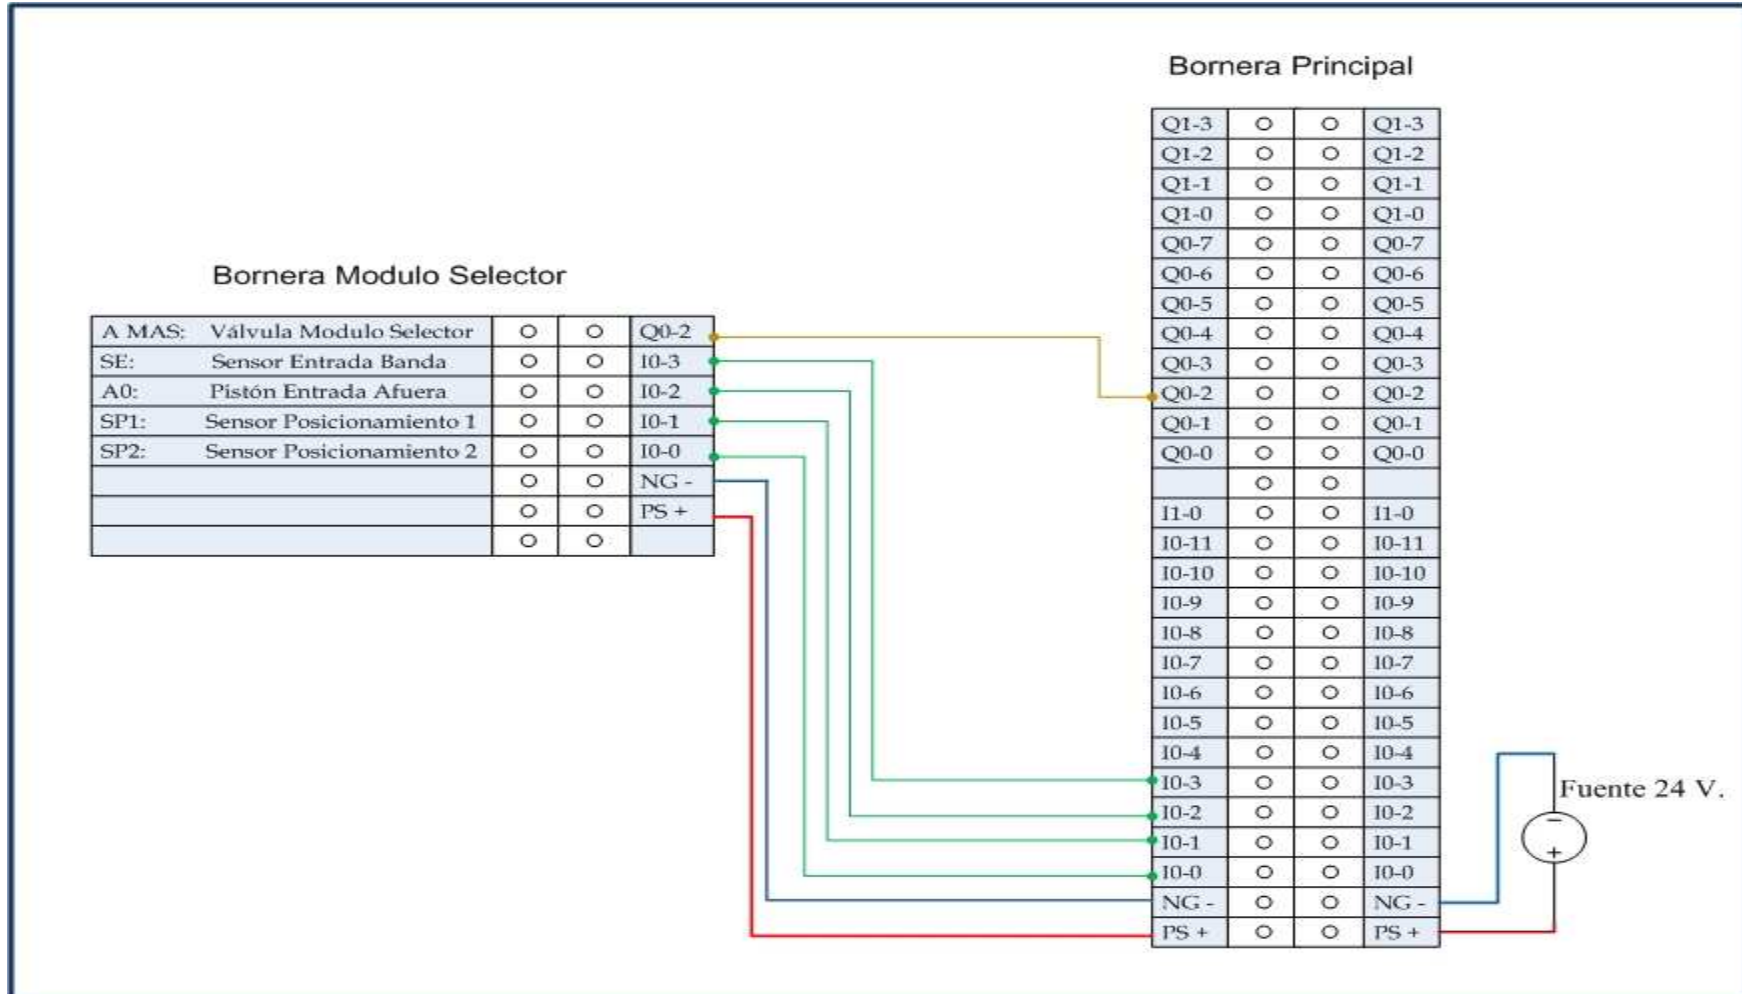 Bornera Principal
Q1-3 Q1-3
Q1-2 Q1-2
Q1-1 Q1-1
Q1-0 Q1-0
Q0-7 Q0-7
Q0-6 Q0-6
Q0-5 Q0-5
Q0-4 Q0-4
Q0-3 Q0-3
Q0-2 Q0-2
Q0-1 Q0-1
Q0-0 Q0-0
I1-0 I1-0
I0-11 I0-11
I0-10 I0-10
I0-9 I0-9
I0-8 I0-8
I0-7 I0-7
I0-6 I0-6
I0-5 I0-5
I0-4 I0-4
I0-3 I0-3
I0-2 I0-2
I0-1 I0-1
I0-0 I0-0
NG - NG -
PS + PS +
Bornera Modulo Selector
A MAS: Válvula Modulo Selector Q0-2
SE: Sensor Entrada Banda I0-3
A0: Pistón Entrada Afuera I0-2
SP1: Sensor Posicionamiento 1 I0-1
SP2: Sensor Posicionamiento 2 I0-0
NG -
PS +
Fuente 24 V.
−
+